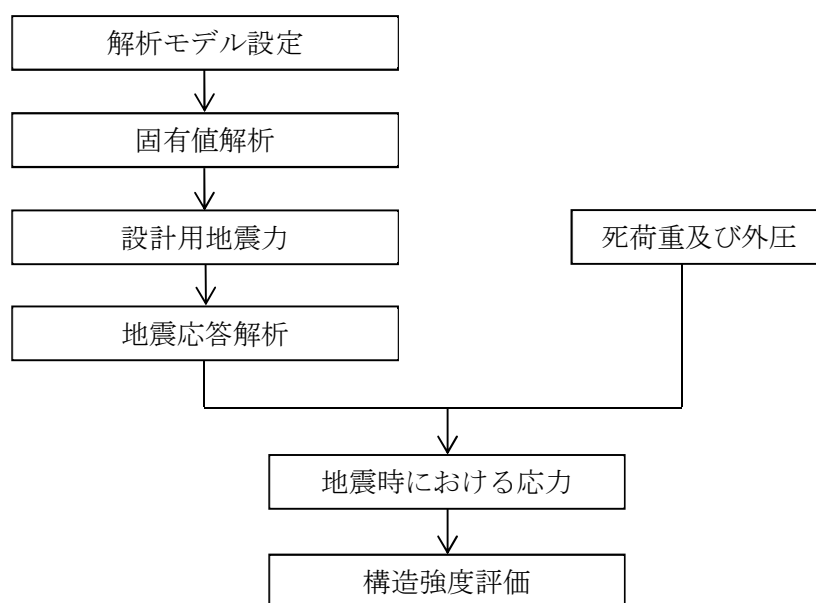 解析モデル設定
固有値解析
設計用地震力
死荷重及び外圧
地震応答解析
地震時における応力
構造強度評価